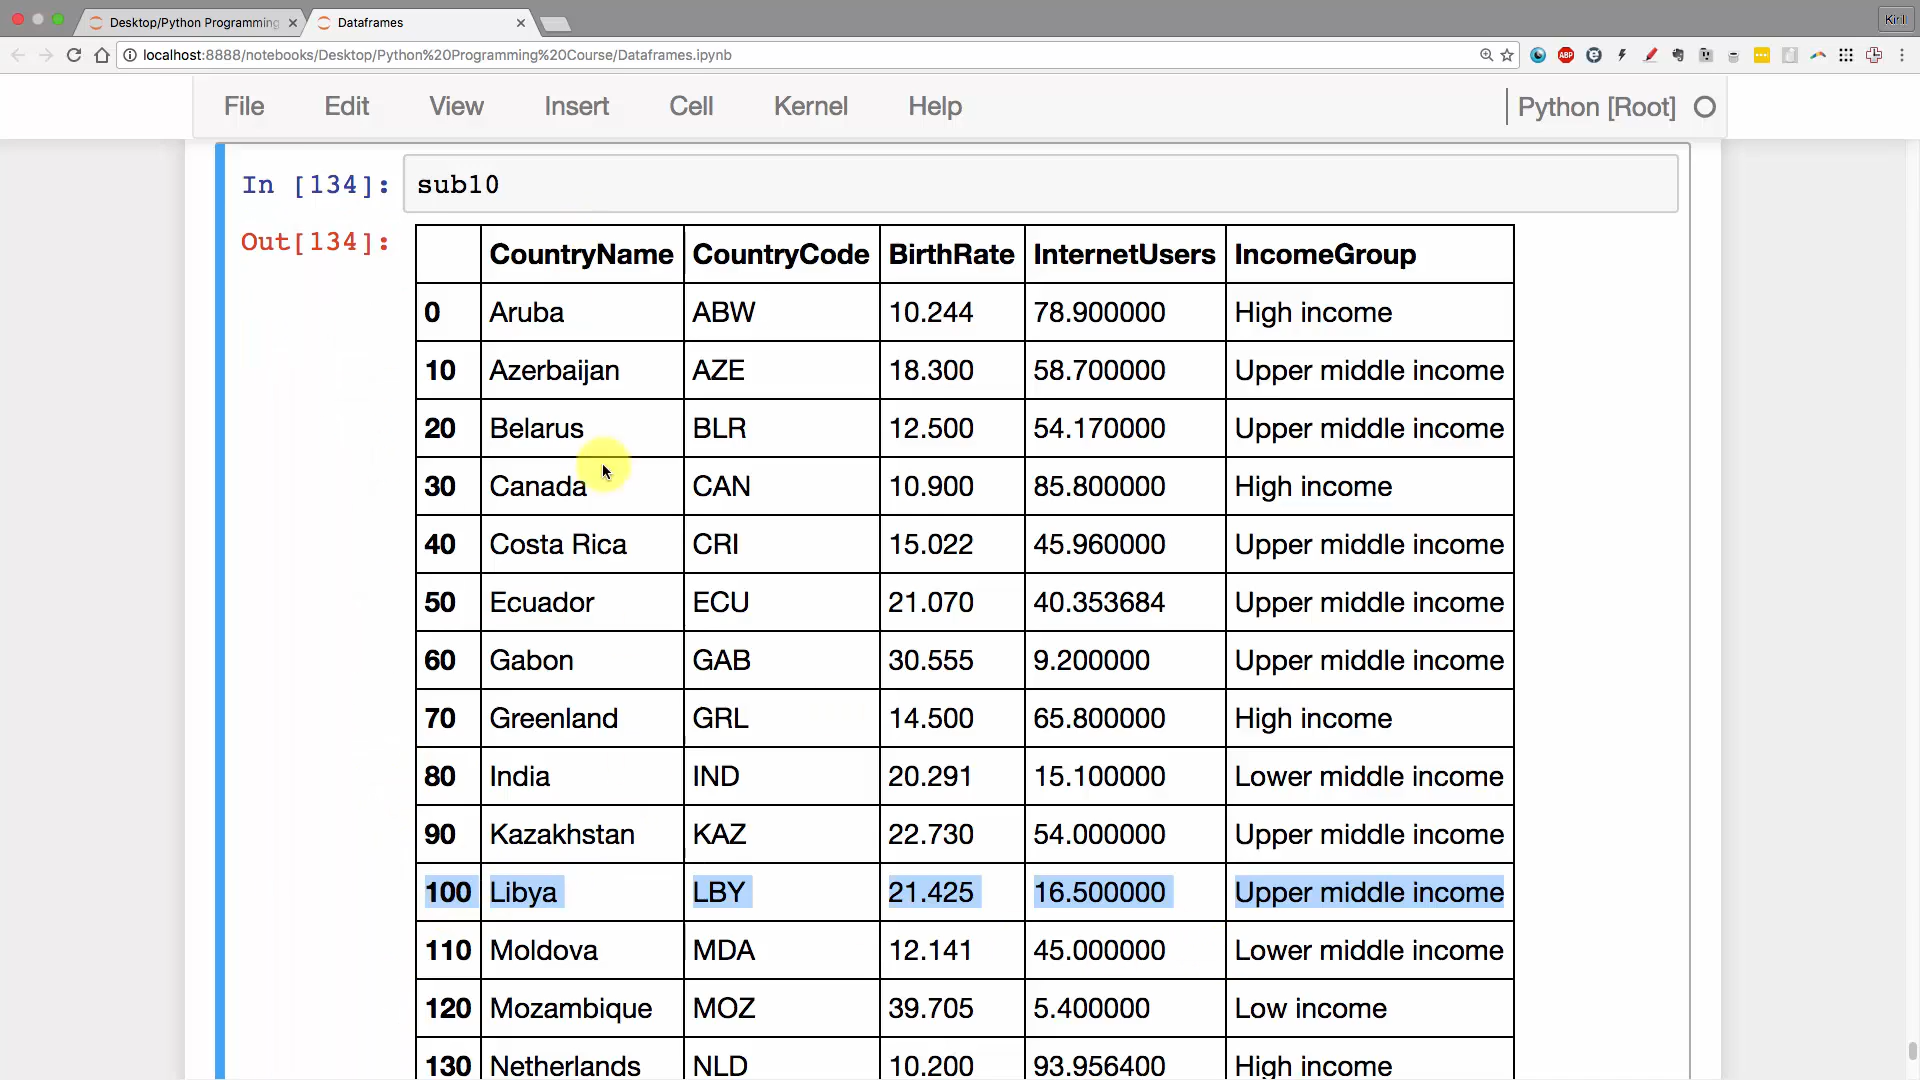 Desktop/Python Programming
Dataframes
Kirill
localhost:8888/notebooks/Desktop/Python%20Programming%20Course/Dataframes.ipynb
ABP
File Edit View Insert Cell Kernel Help Python [Root]
In [134]: sub10
Out[134]:
CountryName CountryCode BirthRate InternetUsers IncomeGroup
0 Aruba ABW 10.244 78.900000 High income
10 Azerbaijan AZE 18.300 58.700000 Upper middle income
20 Belarus BLR 12.500 54.170000 Upper middle income
30 Canada CAN 10.900 85.800000 High income
40 Costa Rica CRI 15.022 45.960000 Upper middle income
50 Ecuador ECU 21.070 40.353684 Upper middle income
60 Gabon GAB 30.555 9.200000 Upper middle income
70 Greenland GRL 14.500 65.800000 High income
80 India IND 20.291 15.100000 Lower middle income
90 Kazakhstan KAZ 22.730 54.000000 Upper middle income
100 Libya LBY 21.425 16.500000 Upper middle income
110 Moldova MDA 12.141 45.000000 Lower middle income
120 Mozambique MOZ 39.705 5.400000 Low income
130 Netherlands NLD 10.200 93.956400 High income